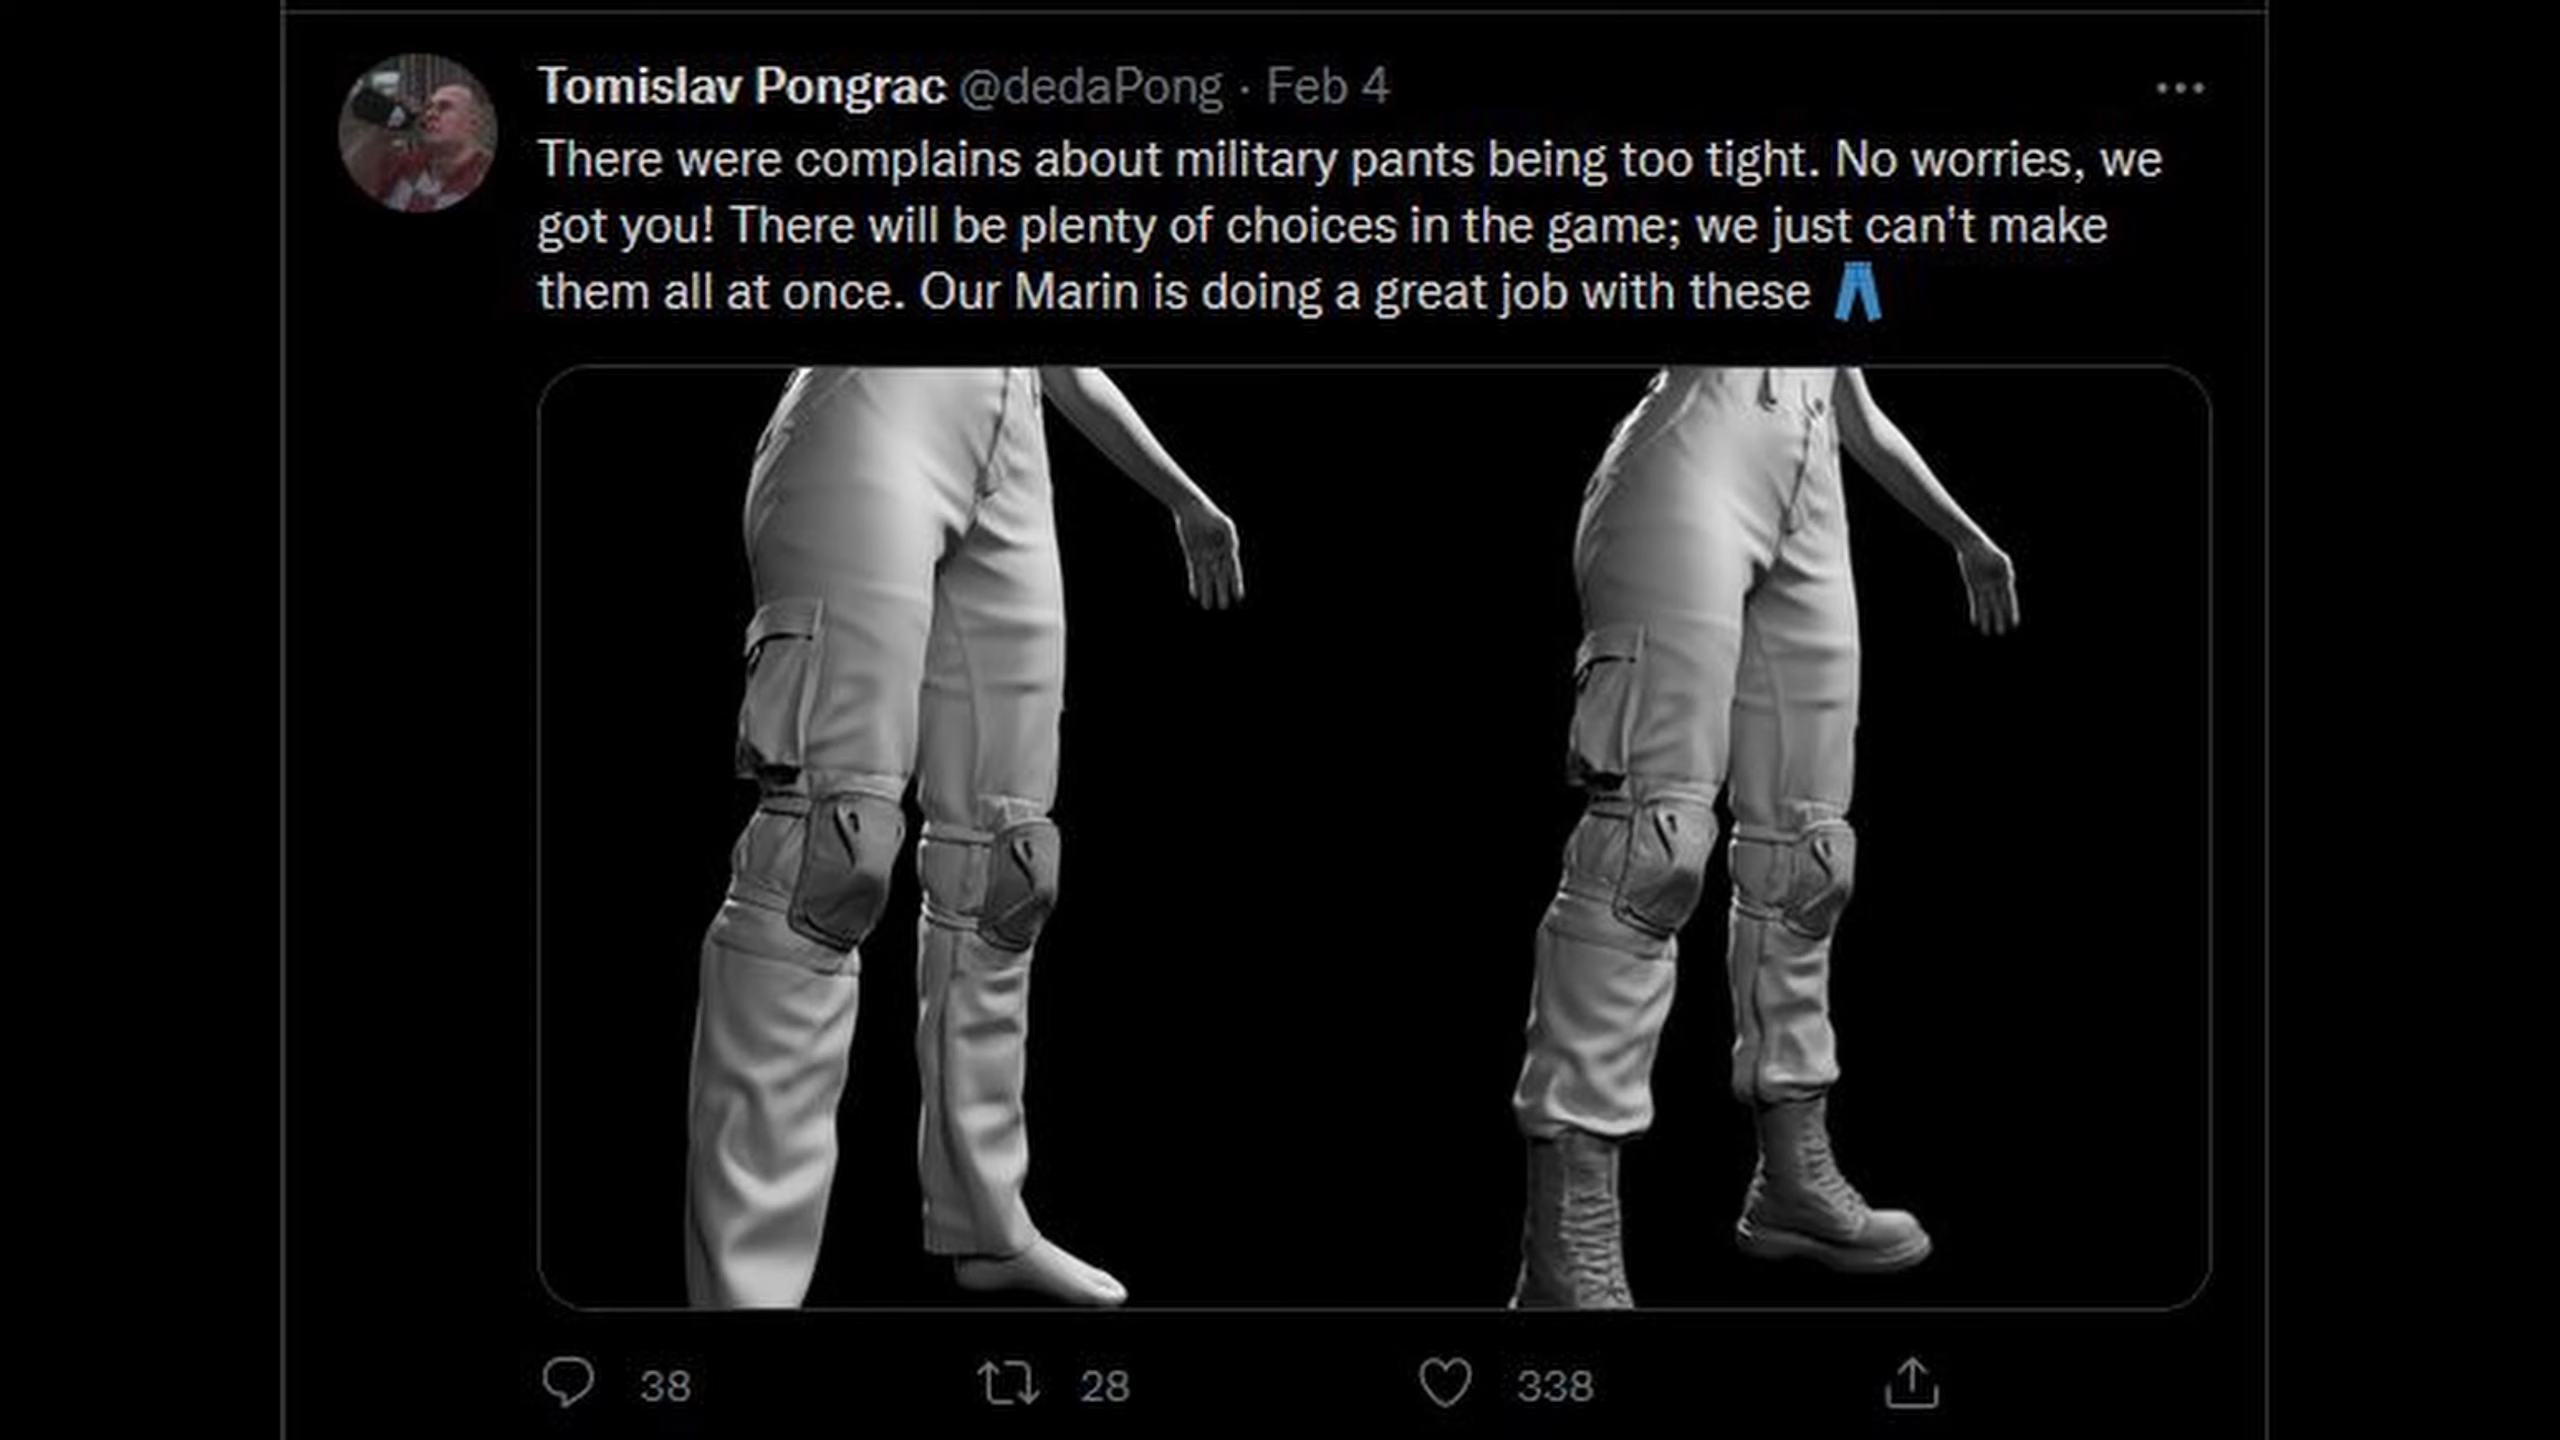 Tomislav Pongrac @dedaPong · Feb 4
There were complains about military pants being too tight. No worries, we
got you! There will be plenty of choices in the game; we just can't make
them all at once. Our Marin is doing a great job with these 👖
38 28 338